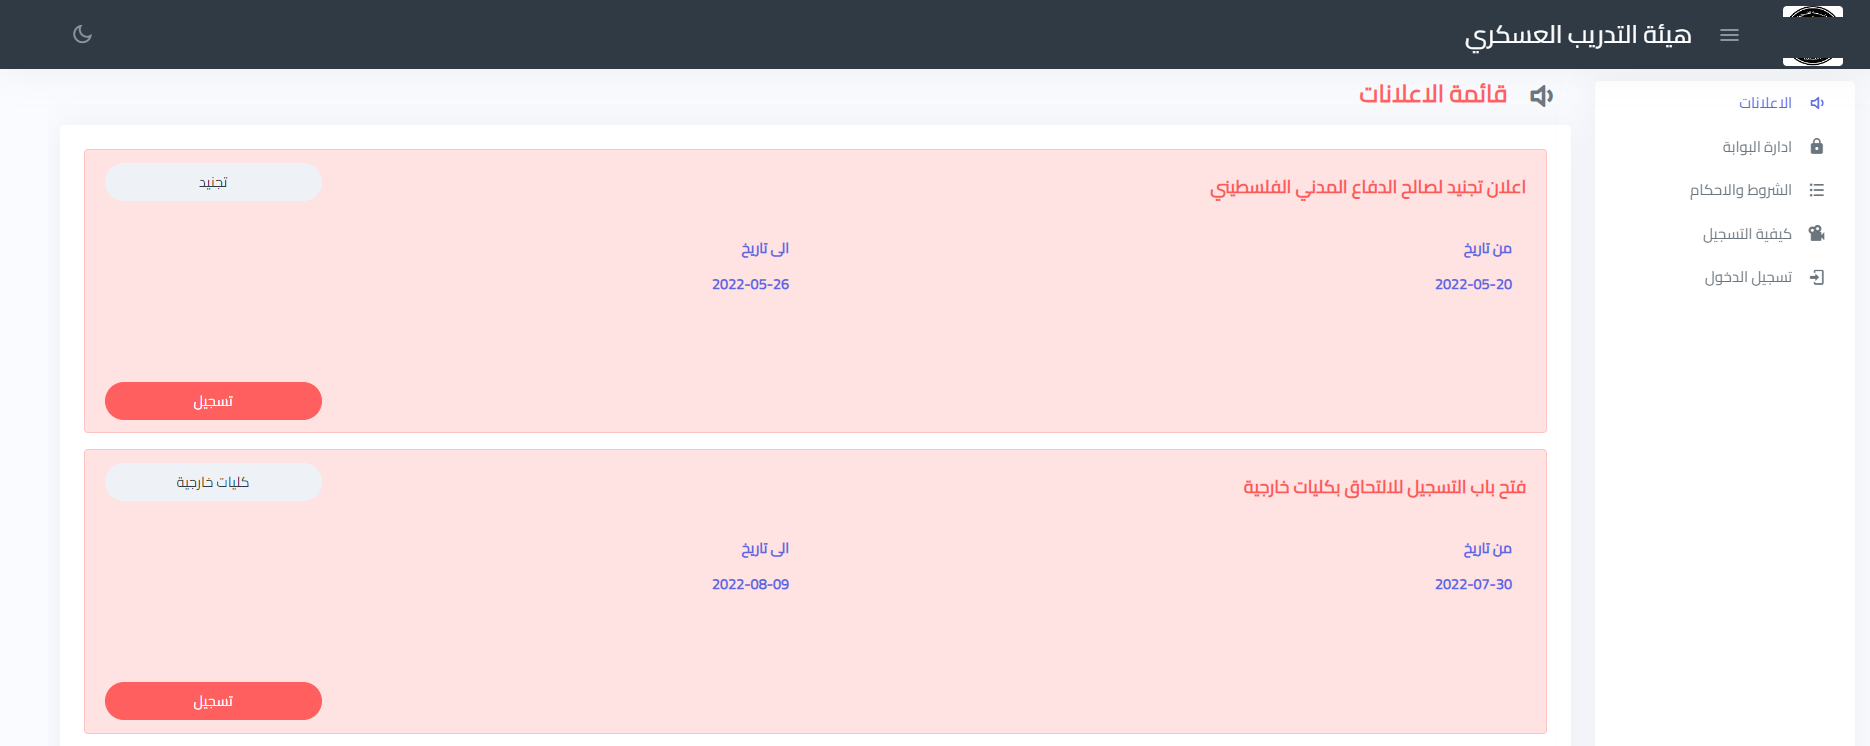 هيئة التدريب العسكري
الاعلانات
ادارة البوابة
الشروط والاحكام
كيفية التسجيل
تسجيل الدخول
قائمة الاعلانات
اعلان تجنيد لصالح الدفاع المدني الفلسطيني
تجنيد
من تاريخ
الى تاريخ
2022-05-20
2022-05-26
تسجيل
فتح باب التسجيل للالتحاق بكليات خارجية
كليات خارجية
من تاريخ
الى تاريخ
2022-07-30
2022-08-09
تسجيل